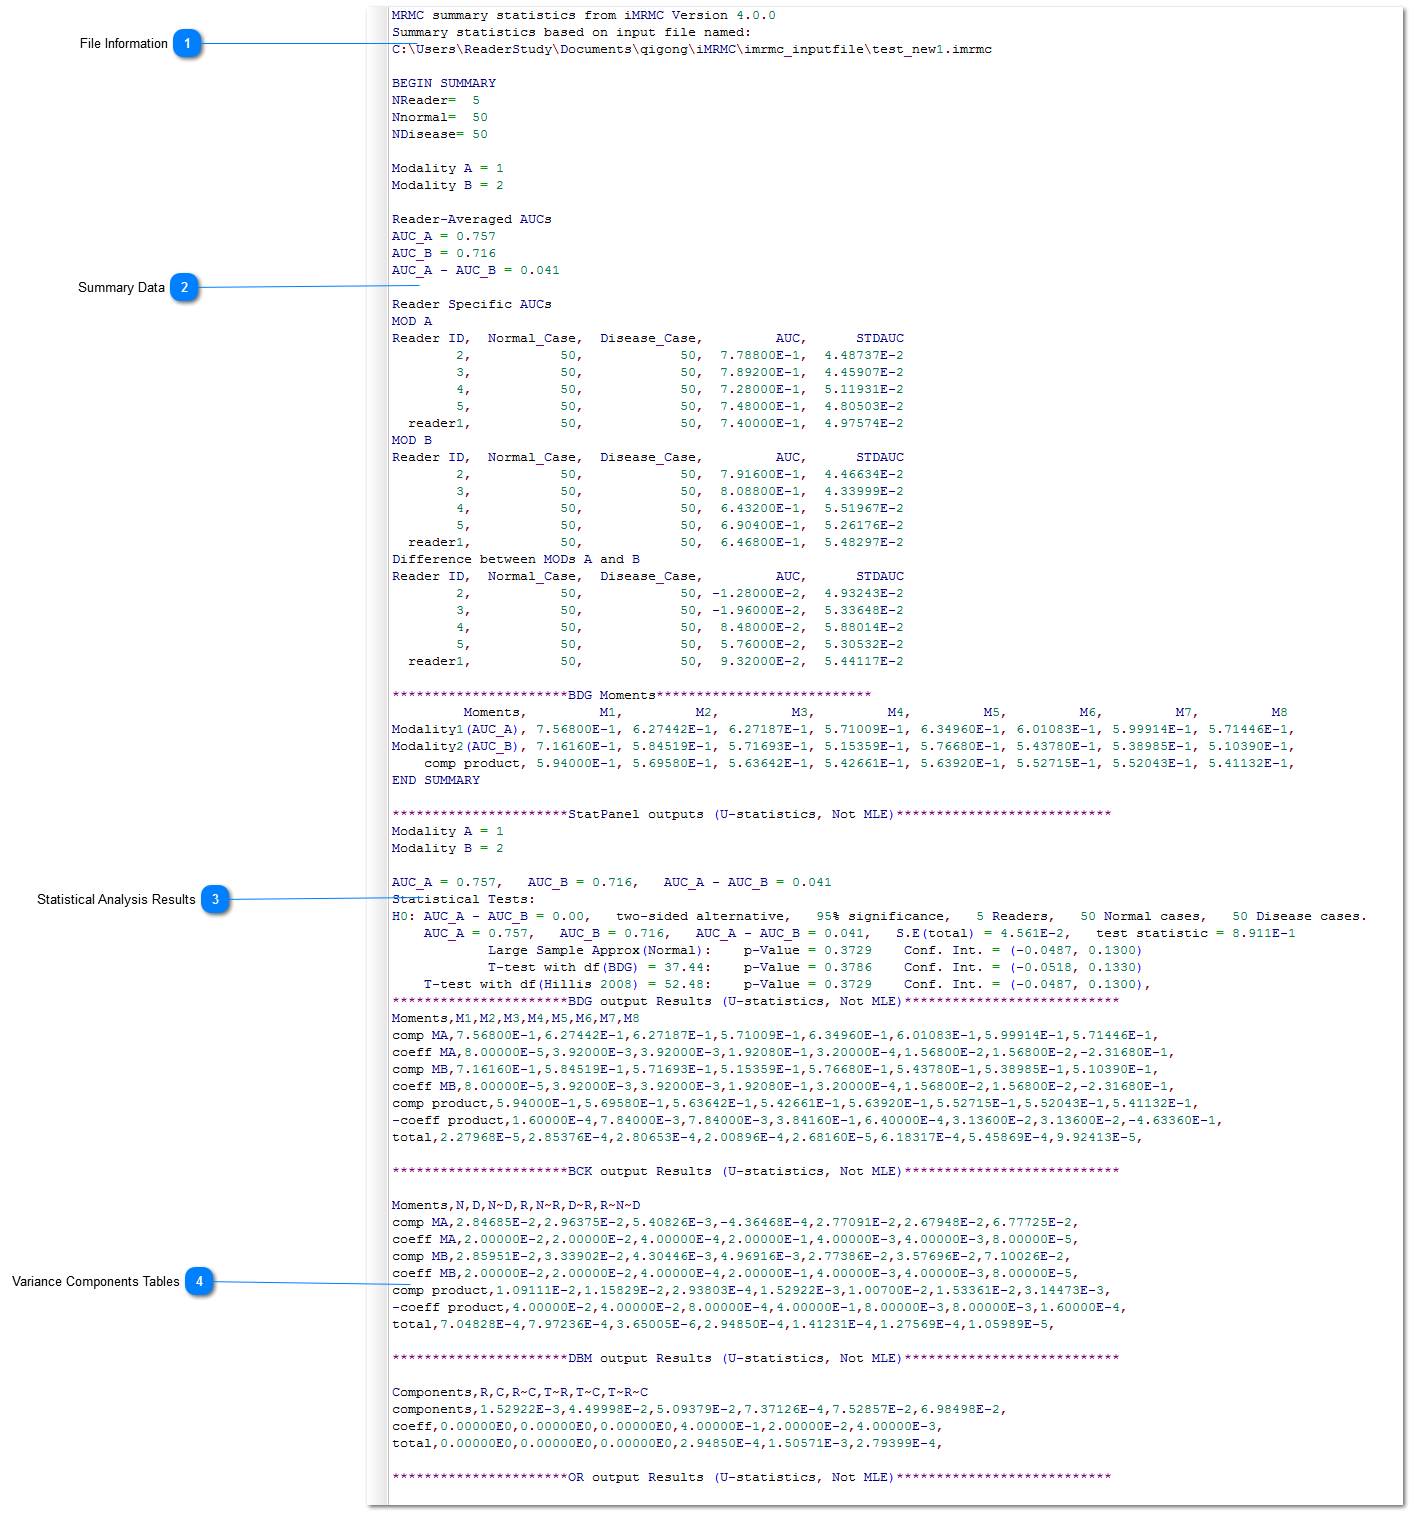 MRMC summary statistics from iMRMC Version 4.0.0
Summary statistics based on input file named:
File Information 1
C:\Users\ReaderStudy\Documents\qigong\iMRMC\imrmc_inputfile\test_new1.imrmc
BEGIN SUMMARY
NReader=  5
Nnormal=  50
NDisease= 50
Modality A = 1
Modality B = 2
Reader-Averaged AUCs
AUC_A = 0.757
AUC_B = 0.716
AUC_A - AUC_B = 0.041
Summary Data 2
Reader Specific AUCs
MOD A
Reader ID,  Normal_Case,  Disease_Case,         AUC,      STDAUC
2,           50,            50,  7.78800E-1,  4.48737E-2
3,           50,            50,  7.89200E-1,  4.45907E-2
4,           50,            50,  7.28000E-1,  5.11931E-2
5,           50,            50,  7.48000E-1,  4.80503E-2
reader1,           50,            50,  7.40000E-1,  4.97574E-2
MOD B
Reader ID,  Normal_Case,  Disease_Case,         AUC,      STDAUC
2,           50,            50,  7.91600E-1,  4.46634E-2
3,           50,            50,  8.08800E-1,  4.33999E-2
4,           50,            50,  6.43200E-1,  5.51967E-2
5,           50,            50,  6.90400E-1,  5.26176E-2
reader1,           50,            50,  6.46800E-1,  5.48297E-2
Difference between MODs A and B
Reader ID,  Normal_Case,  Disease_Case,         AUC,      STDAUC
2,           50,            50, -1.28000E-2,  4.93243E-2
3,           50,            50, -1.96000E-2,  5.33648E-2
4,           50,            50,  8.48000E-2,  5.88014E-2
5,           50,            50,  5.76000E-2,  5.30532E-2
reader1,           50,            50,  9.32000E-2,  5.44117E-2
**********************BDG Moments***************************
Moments,         M1,         M2,         M3,         M4,         M5,         M6,         M7,         M8
Modality1(AUC_A), 7.56800E-1, 6.27442E-1, 6.27187E-1, 5.71009E-1, 6.34960E-1, 6.01083E-1, 5.99914E-1, 5.71446E-1,
Modality2(AUC_B), 7.16160E-1, 5.84519E-1, 5.71693E-1, 5.15359E-1, 5.76680E-1, 5.43780E-1, 5.38985E-1, 5.10390E-1,
comp product, 5.94000E-1, 5.69580E-1, 5.63642E-1, 5.42661E-1, 5.63920E-1, 5.52715E-1, 5.52043E-1, 5.41132E-1,
END SUMMARY
**********************StatPanel outputs (U-statistics, Not MLE)***************************
Modality A = 1
Modality B = 2
AUC_A = 0.757,   AUC_B = 0.716,   AUC_A - AUC_B = 0.041
Statistical Analysis Results 3
Statistical Tests:
H0: AUC_A - AUC_B = 0.00,   two-sided alternative,   95% significance,   5 Readers,   50 Normal cases,   50 Disease cases.
AUC_A = 0.757,   AUC_B = 0.716,   AUC_A - AUC_B = 0.041,   S.E(total) = 4.561E-2,   test statistic = 8.911E-1
Large Sample Approx(Normal):    p-Value = 0.3729    Conf. Int. = (-0.0487, 0.1300)
T-test with df(BDG) = 37.44:    p-Value = 0.3786    Conf. Int. = (-0.0518, 0.1330)
T-test with df(Hillis 2008) = 52.48:    p-Value = 0.3729    Conf. Int. = (-0.0487, 0.1300),
**********************BDG output Results (U-statistics, Not MLE)***************************
Moments,M1,M2,M3,M4,M5,M6,M7,M8
comp MA,7.56800E-1,6.27442E-1,6.27187E-1,5.71009E-1,6.34960E-1,6.01083E-1,5.99914E-1,5.71446E-1,
coeff MA,8.00000E-5,3.92000E-3,3.92000E-3,1.92080E-1,3.20000E-4,1.56800E-2,1.56800E-2,-2.31680E-1,
comp MB,7.16160E-1,5.84519E-1,5.71693E-1,5.15359E-1,5.76680E-1,5.43780E-1,5.38985E-1,5.10390E-1,
coeff MB,8.00000E-5,3.92000E-3,3.92000E-3,1.92080E-1,3.20000E-4,1.56800E-2,1.56800E-2,-2.31680E-1,
comp product,5.94000E-1,5.69580E-1,5.63642E-1,5.42661E-1,5.63920E-1,5.52715E-1,5.52043E-1,5.41132E-1,
-coeff product,1.60000E-4,7.84000E-3,7.84000E-3,3.84160E-1,6.40000E-4,3.13600E-2,3.13600E-2,-4.63360E-1,
total,2.27968E-5,2.85376E-4,2.80653E-4,2.00896E-4,2.68160E-5,6.18317E-4,5.45869E-4,9.92413E-5,
**********************BCK output Results (U-statistics, Not MLE)***************************
Moments,N,D,N~D,R,N~R,D~R,R~N~D
comp MA,2.84685E-2,2.96375E-2,5.40826E-3,-4.36468E-4,2.77091E-2,2.67948E-2,6.77725E-2,
coeff MA,2.00000E-2,2.00000E-2,4.00000E-4,2.00000E-1,4.00000E-3,4.00000E-3,8.00000E-5,
comp MB,2.85951E-2,3.33902E-2,4.30446E-3,4.96916E-3,2.77386E-2,3.57696E-2,7.10026E-2,
coeff MB,2.00000E-2,2.00000E-2,4.00000E-4,2.00000E-1,4.00000E-3,4.00000E-3,8.00000E-5,
Variance Components Tables 4
comp product,1.09111E-2,1.15829E-2,2.93803E-4,1.52922E-3,1.00700E-2,1.53361E-2,3.14473E-3,
-coeff product,4.00000E-2,4.00000E-2,8.00000E-4,4.00000E-1,8.00000E-3,8.00000E-3,1.60000E-4,
total,7.04828E-4,7.97236E-4,3.65005E-6,2.94850E-4,1.41231E-4,1.27569E-4,1.05989E-5,
**********************DBM output Results (U-statistics, Not MLE)***************************
Components,R,C,R~C,T~R,T~C,T~R~C
components,1.52922E-3,4.49998E-2,5.09379E-2,7.37126E-4,7.52857E-2,6.98498E-2,
coeff,0.00000E0,0.00000E0,0.00000E0,4.00000E-1,2.00000E-2,4.00000E-3,
total,0.00000E0,0.00000E0,0.00000E0,2.94850E-4,1.50571E-3,2.79399E-4,
**********************OR output Results (U-statistics, Not MLE)***************************